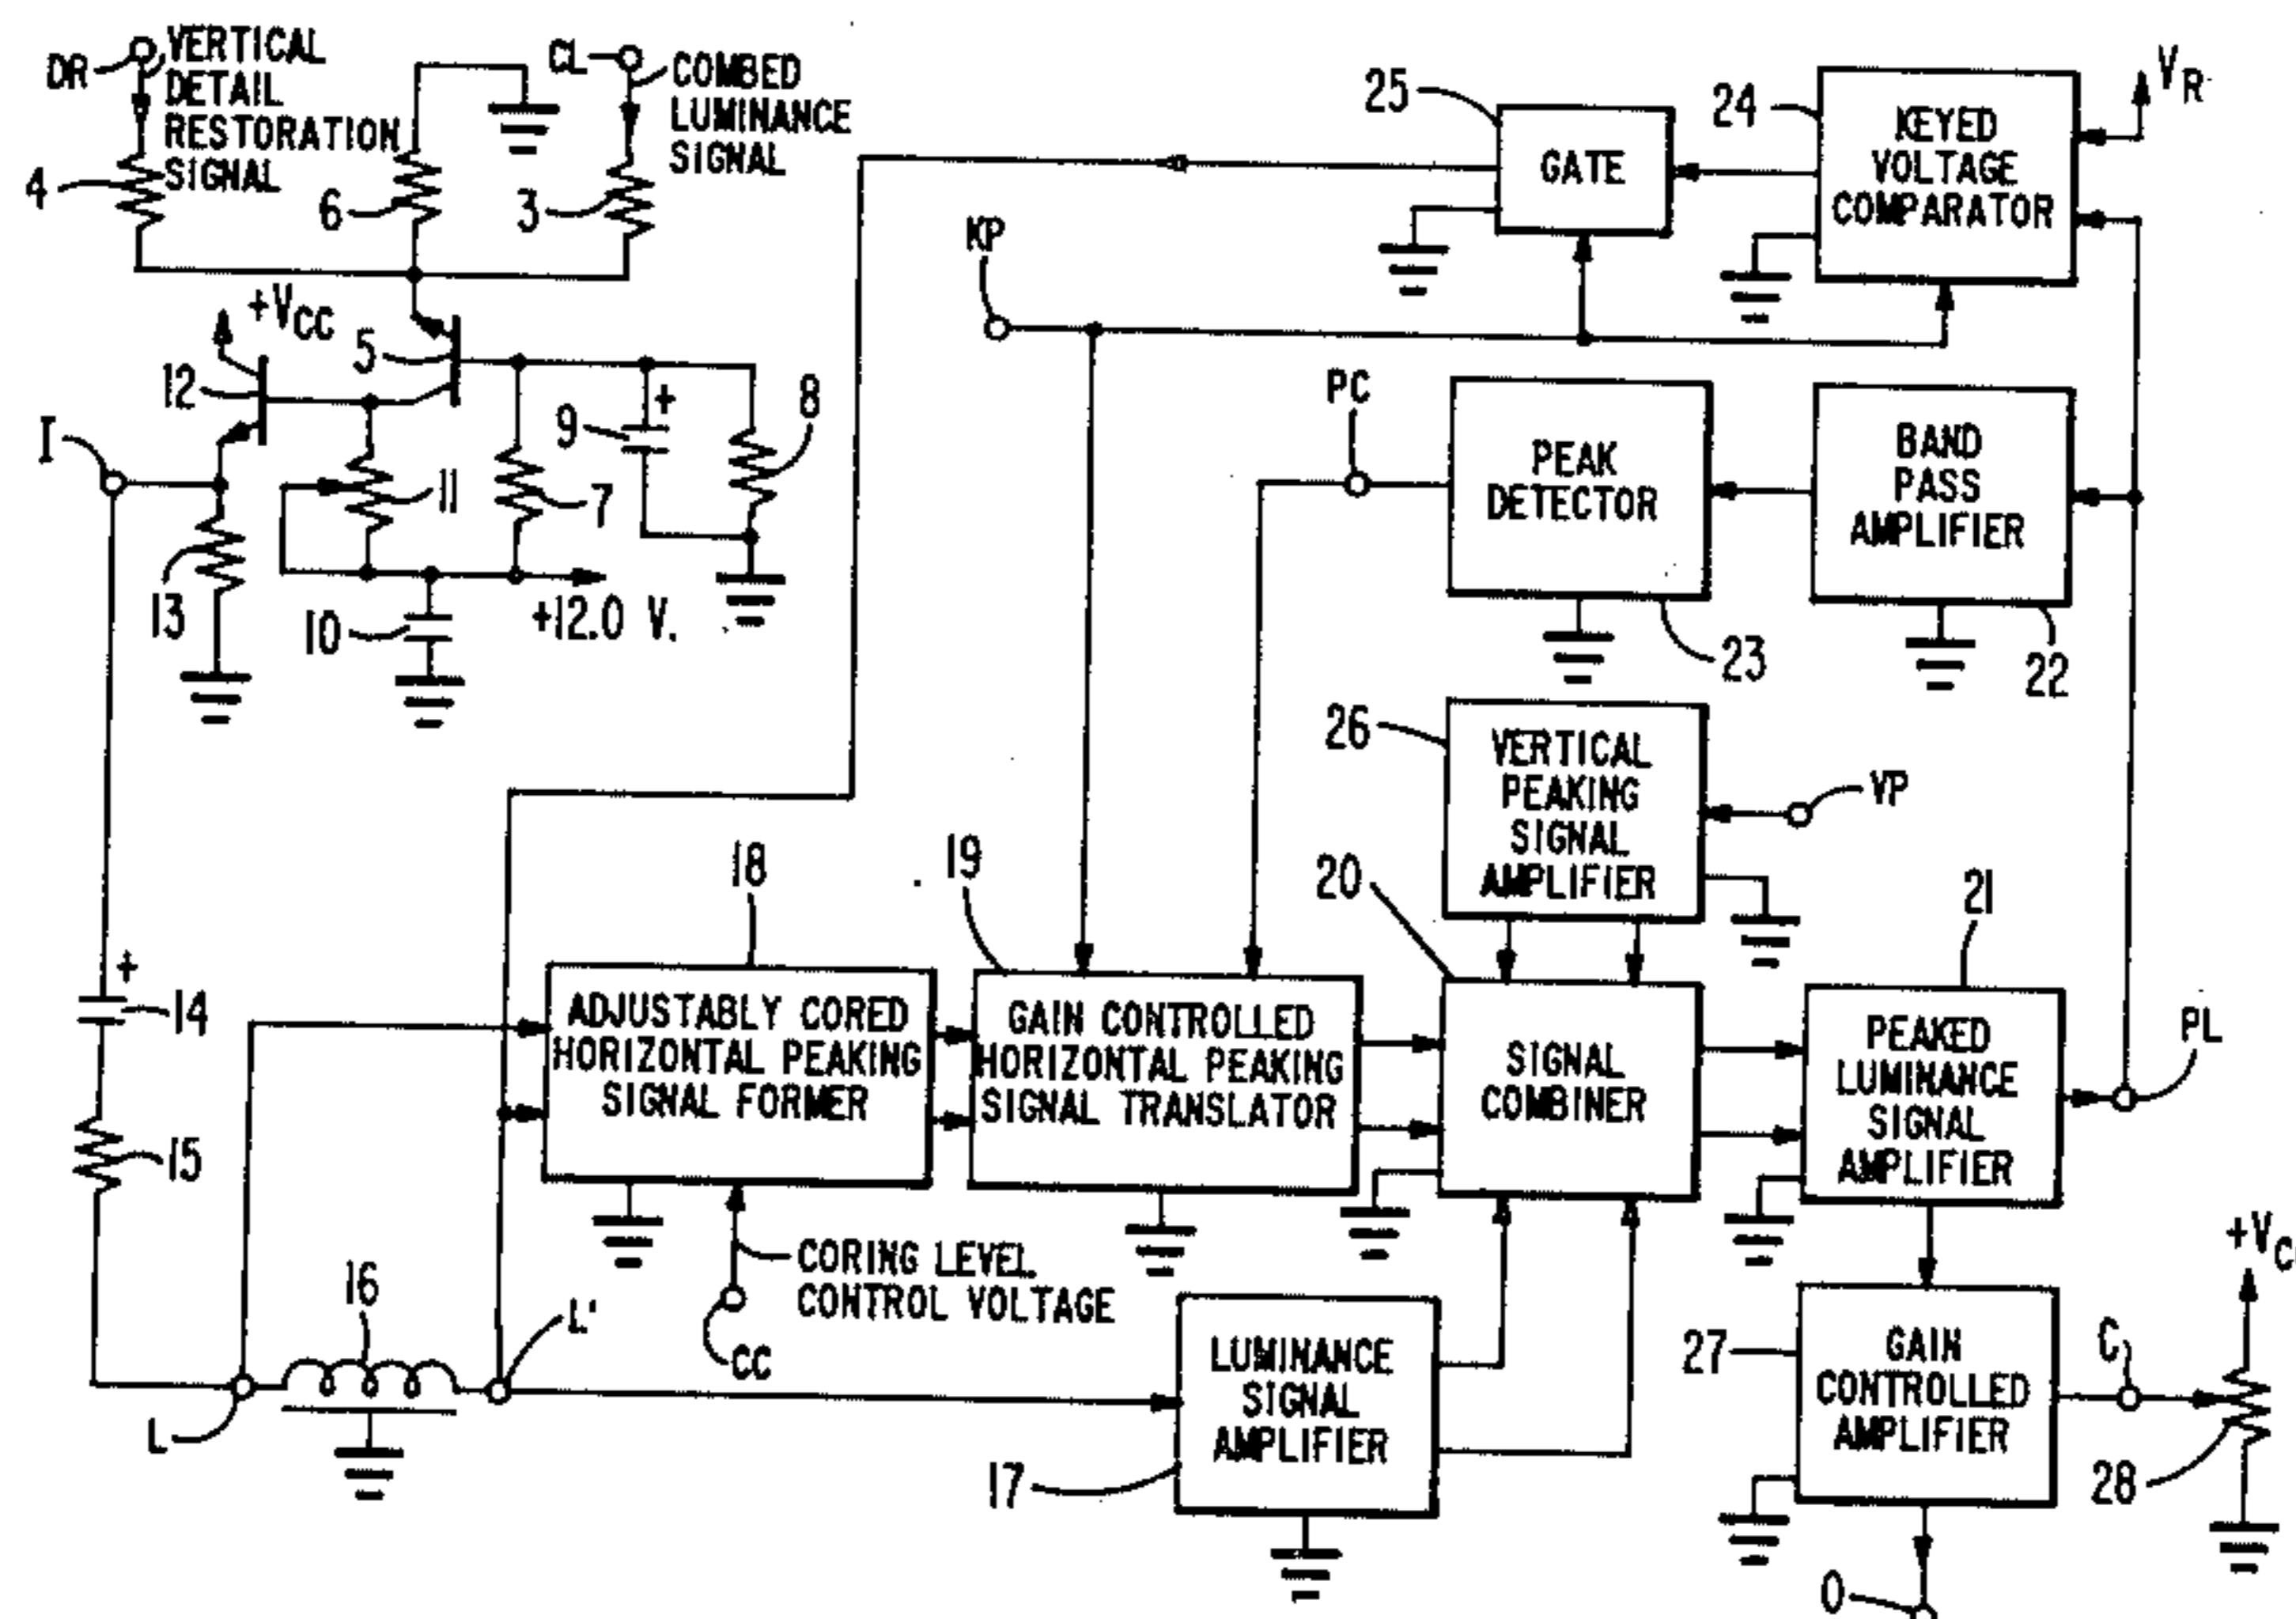 DR
VERTICAL
DETAIL
RESTORATION
SIGNAL
4
6
CL
COMBED
LUMINANCE
SIGNAL
3
25
GATE
24
KEYED
VOLTAGE
COMPARATOR
VR
KP
+VCC
5
12
I
9
+
8
11
7
13
10
+12.0 V.
PC
PEAK
DETECTOR
23
BAND
PASS
AMPLIFIER
22
26
VERTICAL
PEAKING
SIGNAL
AMPLIFIER
VP
18
19
20
21
+
14
15
ADJUSTABLY CORED
HORIZONTAL PEAKING
SIGNAL FORMER
GAIN CONTROLLED
HORIZONTAL PEAKING
SIGNAL TRANSLATOR
SIGNAL
COMBINER
PEAKED
LUMINANCE
SIGNAL
AMPLIFIER
PL
16
L
L'
CORING LEVEL
CONTROL VOLTAGE
CC
LUMINANCE
SIGNAL
AMPLIFIER
17
27
GAIN
CONTROLLED
AMPLIFIER
C
+VC
28
O